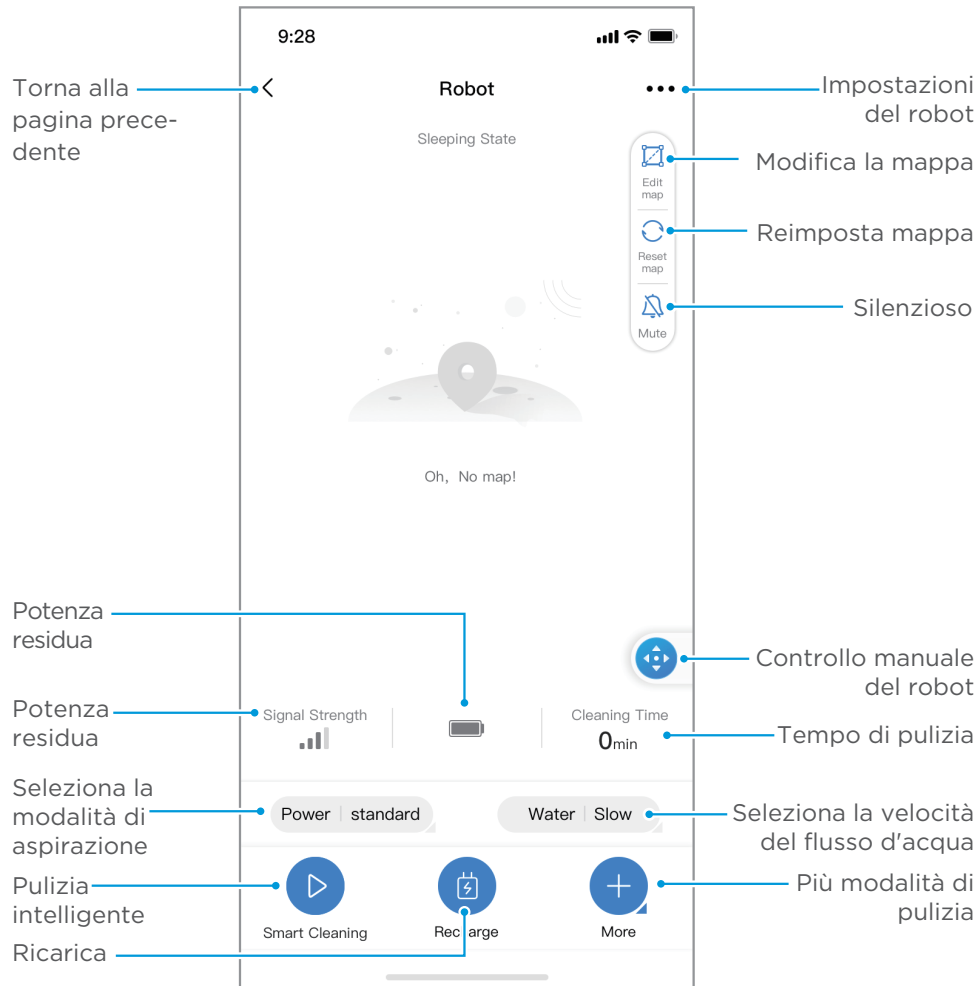 9:28
Torna alla
pagina prece-
dente
Robot
Impostazioni
del robot
Sleeping State
Edit
map
Modifica la mappa
Reset
map
Reimposta mappa
Mute
Silenzioso
Oh, No map!
Potenza
residua
Controllo manuale
del robot
Potenza
residua
Signal Strength
Cleaning Time
0min
Tempo di pulizia
Seleziona la
modalità di
aspirazione
Power standard
Water Slow
Seleziona la velocità
del flusso d'acqua
Pulizia
intelligente
Più modalità di
pulizia
Smart Cleaning
Rec arge
More
Ricarica